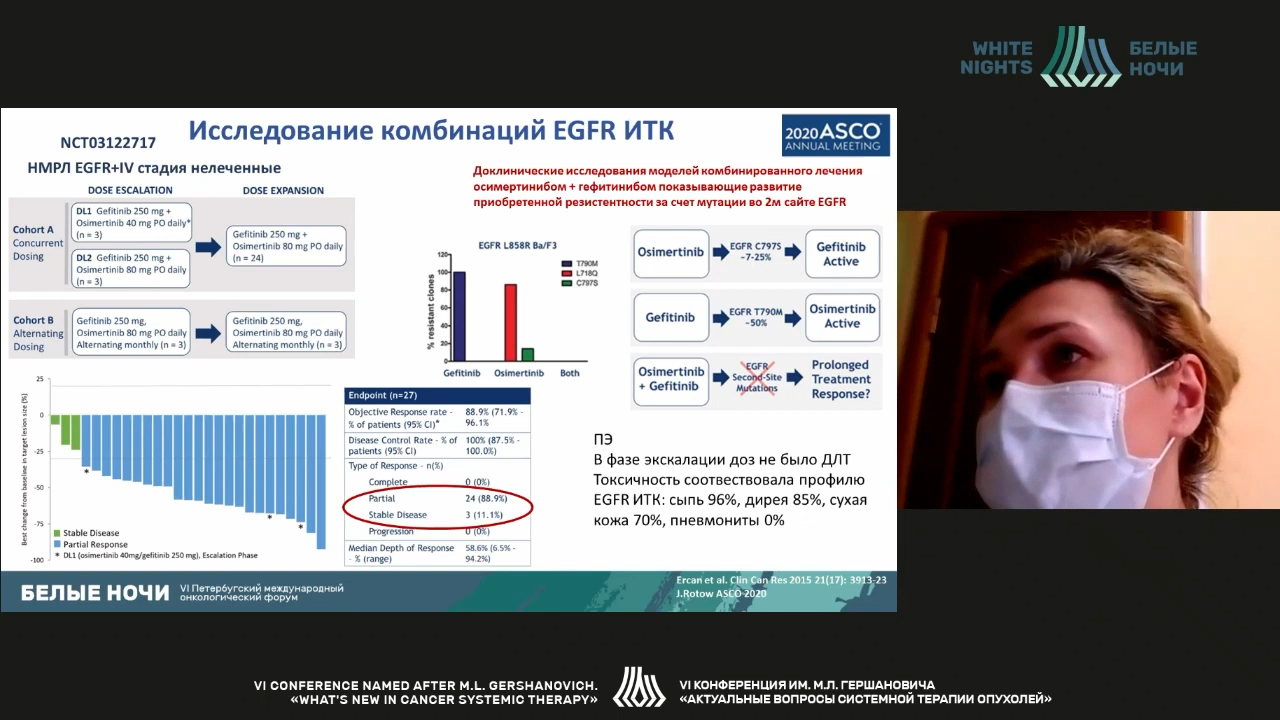 WHITE
NIGHTS
БЕЛЫЕ
НОЧИ
NCT03122717
Исследование комбинаций EGFR ИТК
2020 ASCO
ANNUAL MEETING
НМРЛ EGFR+IV стадия нелеченные
DOSE ESCALATION
DOSE EXPANSION
Cohort A
Concurrent
Dosing
DL1 Gefitinib 250 mg +
Osimertinib 40 mg PO daily*
(n = 3)
DL2 Gefitinib 250 mg +
Osimertinib 80 mg PO daily
(n = 3)
Gefitinib 250 mg +
Osimertinib 80 mg PO daily
(n = 24)
Cohort B
Alternating
Dosing
Gefitinib 250 mg,
Osimertinib 80 mg PO daily
Alternating monthly (n = 3)
Gefitinib 250 mg,
Osimertinib 80 mg PO daily
Alternating monthly (n = 3)
Доклинические исследования моделей комбинированного лечения
осимертинибом + гефитинибом показывающие развитие
приобретенной резистентности за счет мутации во 2м сайте EGFR
EGFR L858R Ba/F3
% resistant clones
120
100
80
60
40
20
0
T790M
L718Q
C797S
Gefitinib
Osimertinib
Both
Osimertinib
EGFR C797S
~7-25%
Gefitinib
Active
Gefitinib
EGFR T790M
~50%
Osimertinib
Active
Osimertinib
+ Gefitinib
EGFR
Second-Site
Mutations
Prolonged
Treatment
Response?
Best change from baseline in target lesion size (%)
25
0
-25
-50
-75
-100
*
*
*
Stable Disease
Partial Response
* DL1 (osimertinib 40mg/gefitinib 250 mg), Escalation Phase
Endpoint (n=27)
Objective Response rate - 88.9% (71.9% -
% of patients (95% CI)* 96.1%
Disease Control Rate - % of 100% (87.5% -
patients (95% CI) 100.0%)
Type of Response - n(%)
Complete 0 (0%)
Partial 24 (88.9%)
Stable Disease 3 (11.1%)
Progression 0 (0%)
Median Depth of Response 58.6% (6.5% -
- % (range) 94.2%)
ПЭ
В фазе эскалации доз не было ДЛТ
Токсичность соотвествовала профилю
EGFR ИТК: сыпь 96%, дирея 85%, сухая
кожа 70%, пневмониты 0%
БЕЛЫЕ НОЧИ
VI Петербургский международный
онкологический форум
Ercan et al. Clin Can Res 2015 21(17): 3913-23
J.Rotow ASCO 2020
VI CONFERENCE NAMED AFTER M.L. GERSHANOVICH.
«WHAT'S NEW IN CANCER SYSTEMIC THERAPY»
VI КОНФЕРЕНЦИЯ ИМ. М.Л. ГЕРШАНОВИЧА
«АКТУАЛЬНЫЕ ВОПРОСЫ СИСТЕМНОЙ ТЕРАПИИ ОПУХОЛЕЙ»